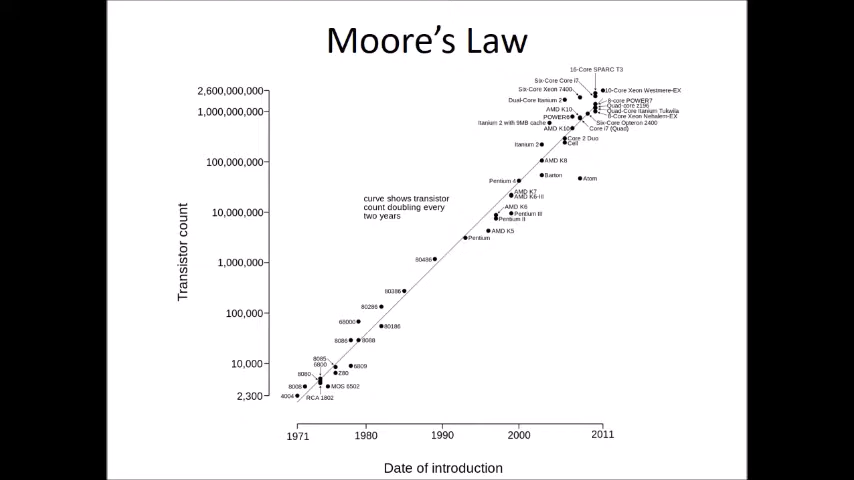 Moore's Law
16-Core SPARC T3
Six-Core Core i7
Six-Core Xeon 7400
10-Core Xeon Westmere-EX
Dual-Core Itanium 2
8-core POWER7
Quad-core z196
Quad-Core Itanium Tukwila
8-Core Xeon Nehalem-EX
AMD K10
POWER6
Itanium 2 with 9MB cache
Six-Core Opteron 2400
AMD K10
Core i7 (Quad)
Core 2 Duo
Cell
Itanium 2
AMD K8
Pentium 4
Barton
Atom
AMD K7
AMD K6-III
curve shows transistor
count doubling every
two years
AMD K6
Pentium III
Pentium II
AMD K5
Pentium
80486
80386
80286
68000
80186
8086
8088
8085
6800
6809
8080
Z80
8008
MOS 6502
4004
RCA 1802
2,600,000,000
1,000,000,000
100,000,000
10,000,000
1,000,000
100,000
10,000
2,300
Transistor count
1971
1980
1990
2000
2011
Date of introduction